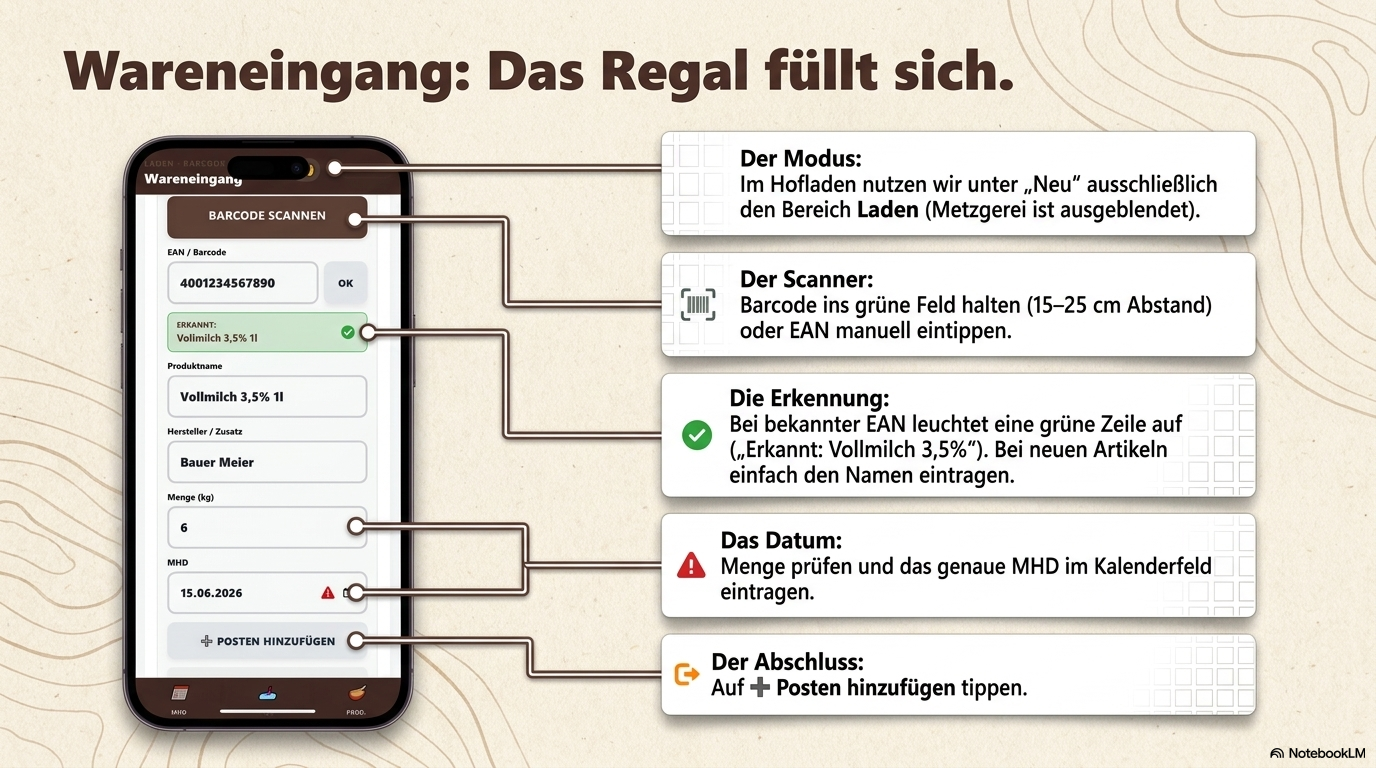 Wareneingang: Das Regal füllt sich.
LADEN - BARCODE
Wareneingang
BARCODE SCANNEN
EAN / Barcode
4001234567890
OK
ERKANNT:
Vollmilch 3,5% 1l
Produktname
Vollmilch 3,5% 1l
Hersteller / Zusatz
Bauer Meier
Menge (kg)
6
MHD
15.06.2026
➕ POSTEN HINZUFÜGEN
MHD
PROD.
Der Modus:
Im Hofladen nutzen wir unter „Neu“ ausschließlich
den Bereich Laden (Metzgerei ist ausgeblendet).
Der Scanner:
Barcode ins grüne Feld halten (15–25 cm Abstand)
oder EAN manuell eintippen.
Die Erkennung:
Bei bekannter EAN leuchtet eine grüne Zeile auf
(„Erkannt: Vollmilch 3,5%“). Bei neuen Artikeln
einfach den Namen eintragen.
Das Datum:
Menge prüfen und das genaue MHD im Kalenderfeld
eintragen.
Der Abschluss:
Auf ➕ Posten hinzufügen tippen.
NotebookLM